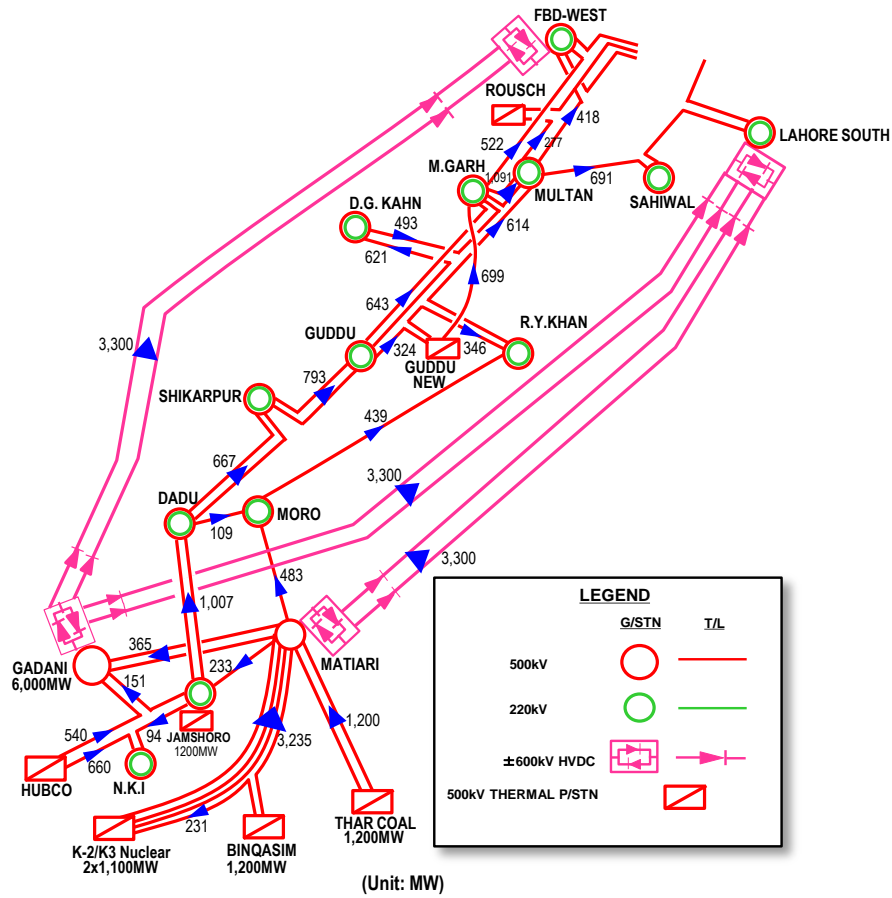 FBD-WEST
ROUSCH
418
LAHORE SOUTH
522
277
M.GARH
1,091
MULTAN
691
SAHIWAL
D.G. KAHN
493
614
621
699
643
R.Y.KHAN
GUDDU
324
346
GUDDU
NEW
3,300
793
SHIKARPUR
439
667
3,300
DADU
MORO
109
3,300
483
1,007
365
MATIARI
GADANI
6,000MW
233
151
540
94
JAMSHORO
1200MW
3,235
1,200
660
HUBCO
N.K.I
231
K-2/K3 Nuclear
2x1,100MW
BINQASIM
1,200MW
THAR COAL
1,200MW
(Unit: MW)
LEGEND
G/STN T/L
500kV
220kV
±600kV HVDC
500kV THERMAL P/STN